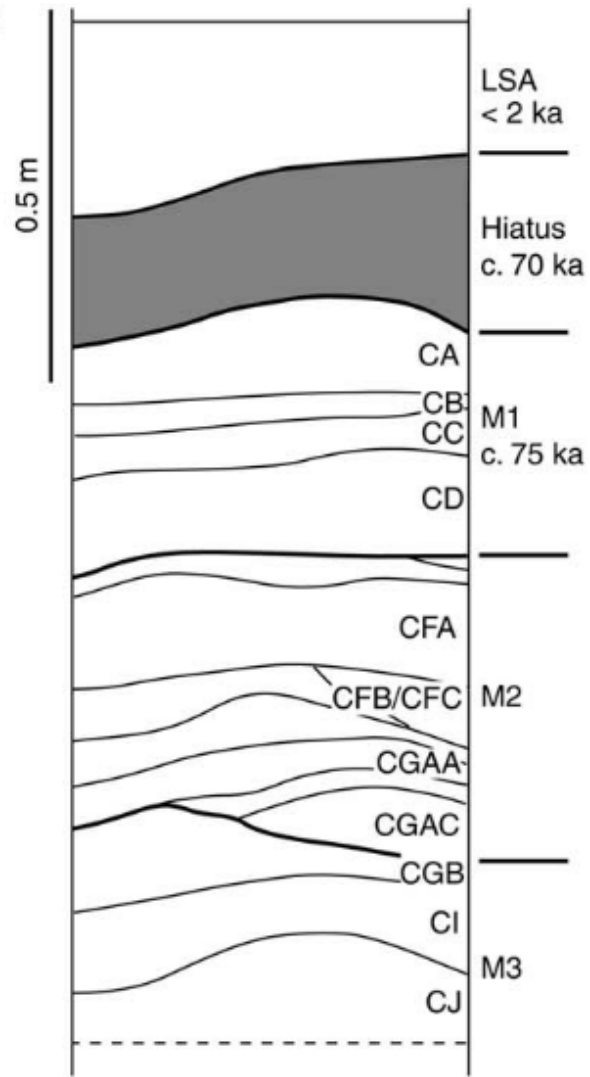 0.5 m
LSA
< 2 ka
Hiatus
c. 70 ka
CA
CB
CC
M1
c. 75 ka
CD
CFA
CFB/CFC
M2
CGAA
CGAC
CGB
CI
M3
CJ